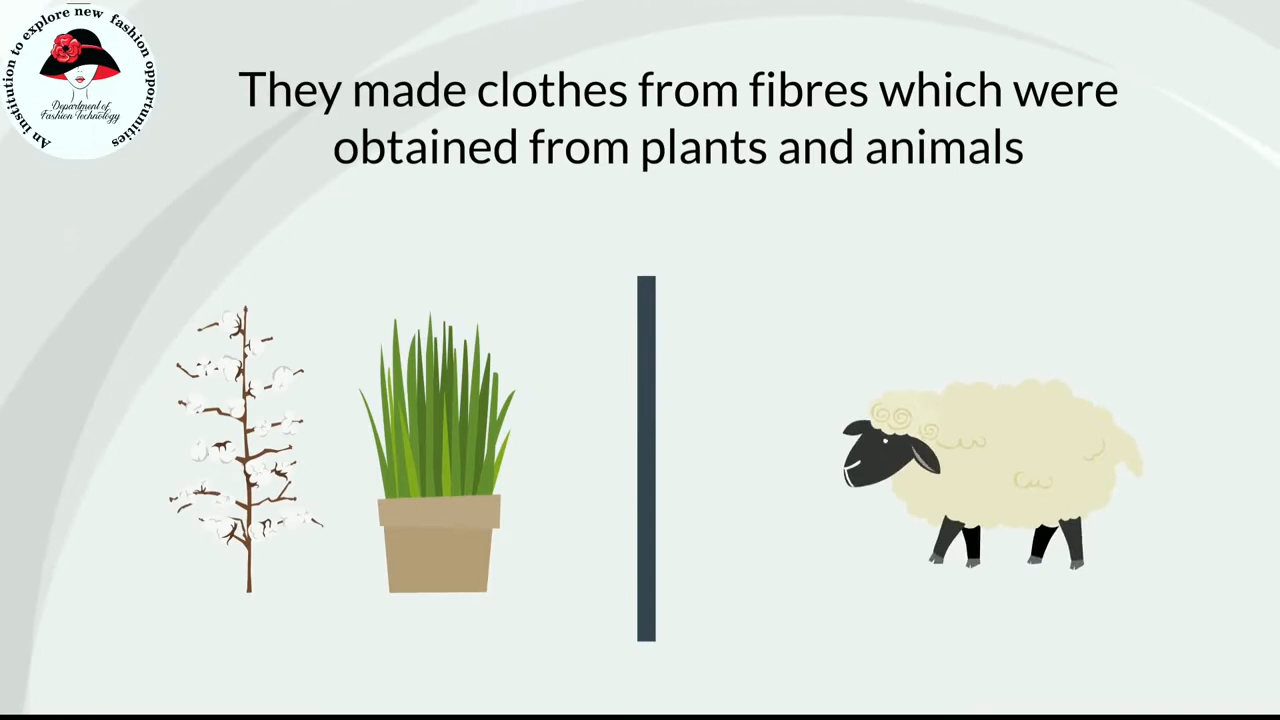 An institution to explore new fashion opportunities
Department of
Fashion Technology
They made clothes from fibres which were
obtained from plants and animals